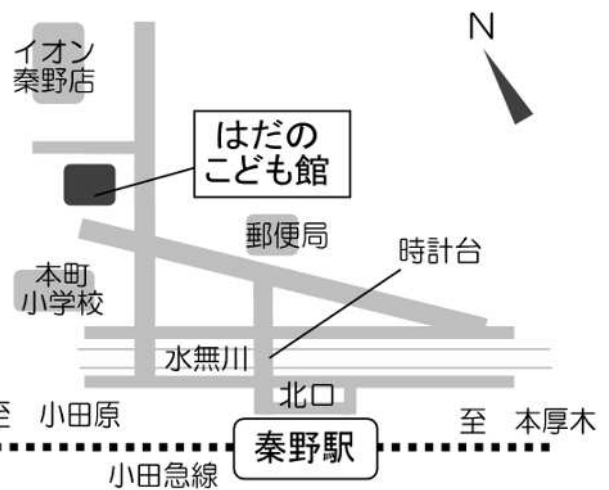 N
イオン
秦野店
はだの
こども館
郵便局
時計台
本町
小学校
水無川
北口
至 小田原
至 本厚木
秦野駅
小田急線